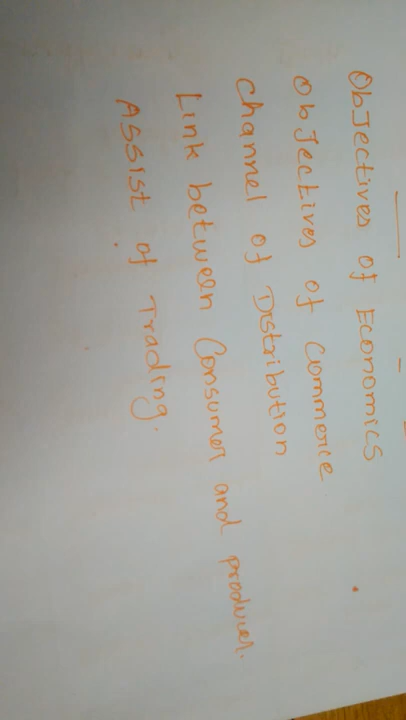 Objectives of Economics
Objectives of Commerce
Channel of Distribution
Link between Consumer and producer.
Assist of Trading.